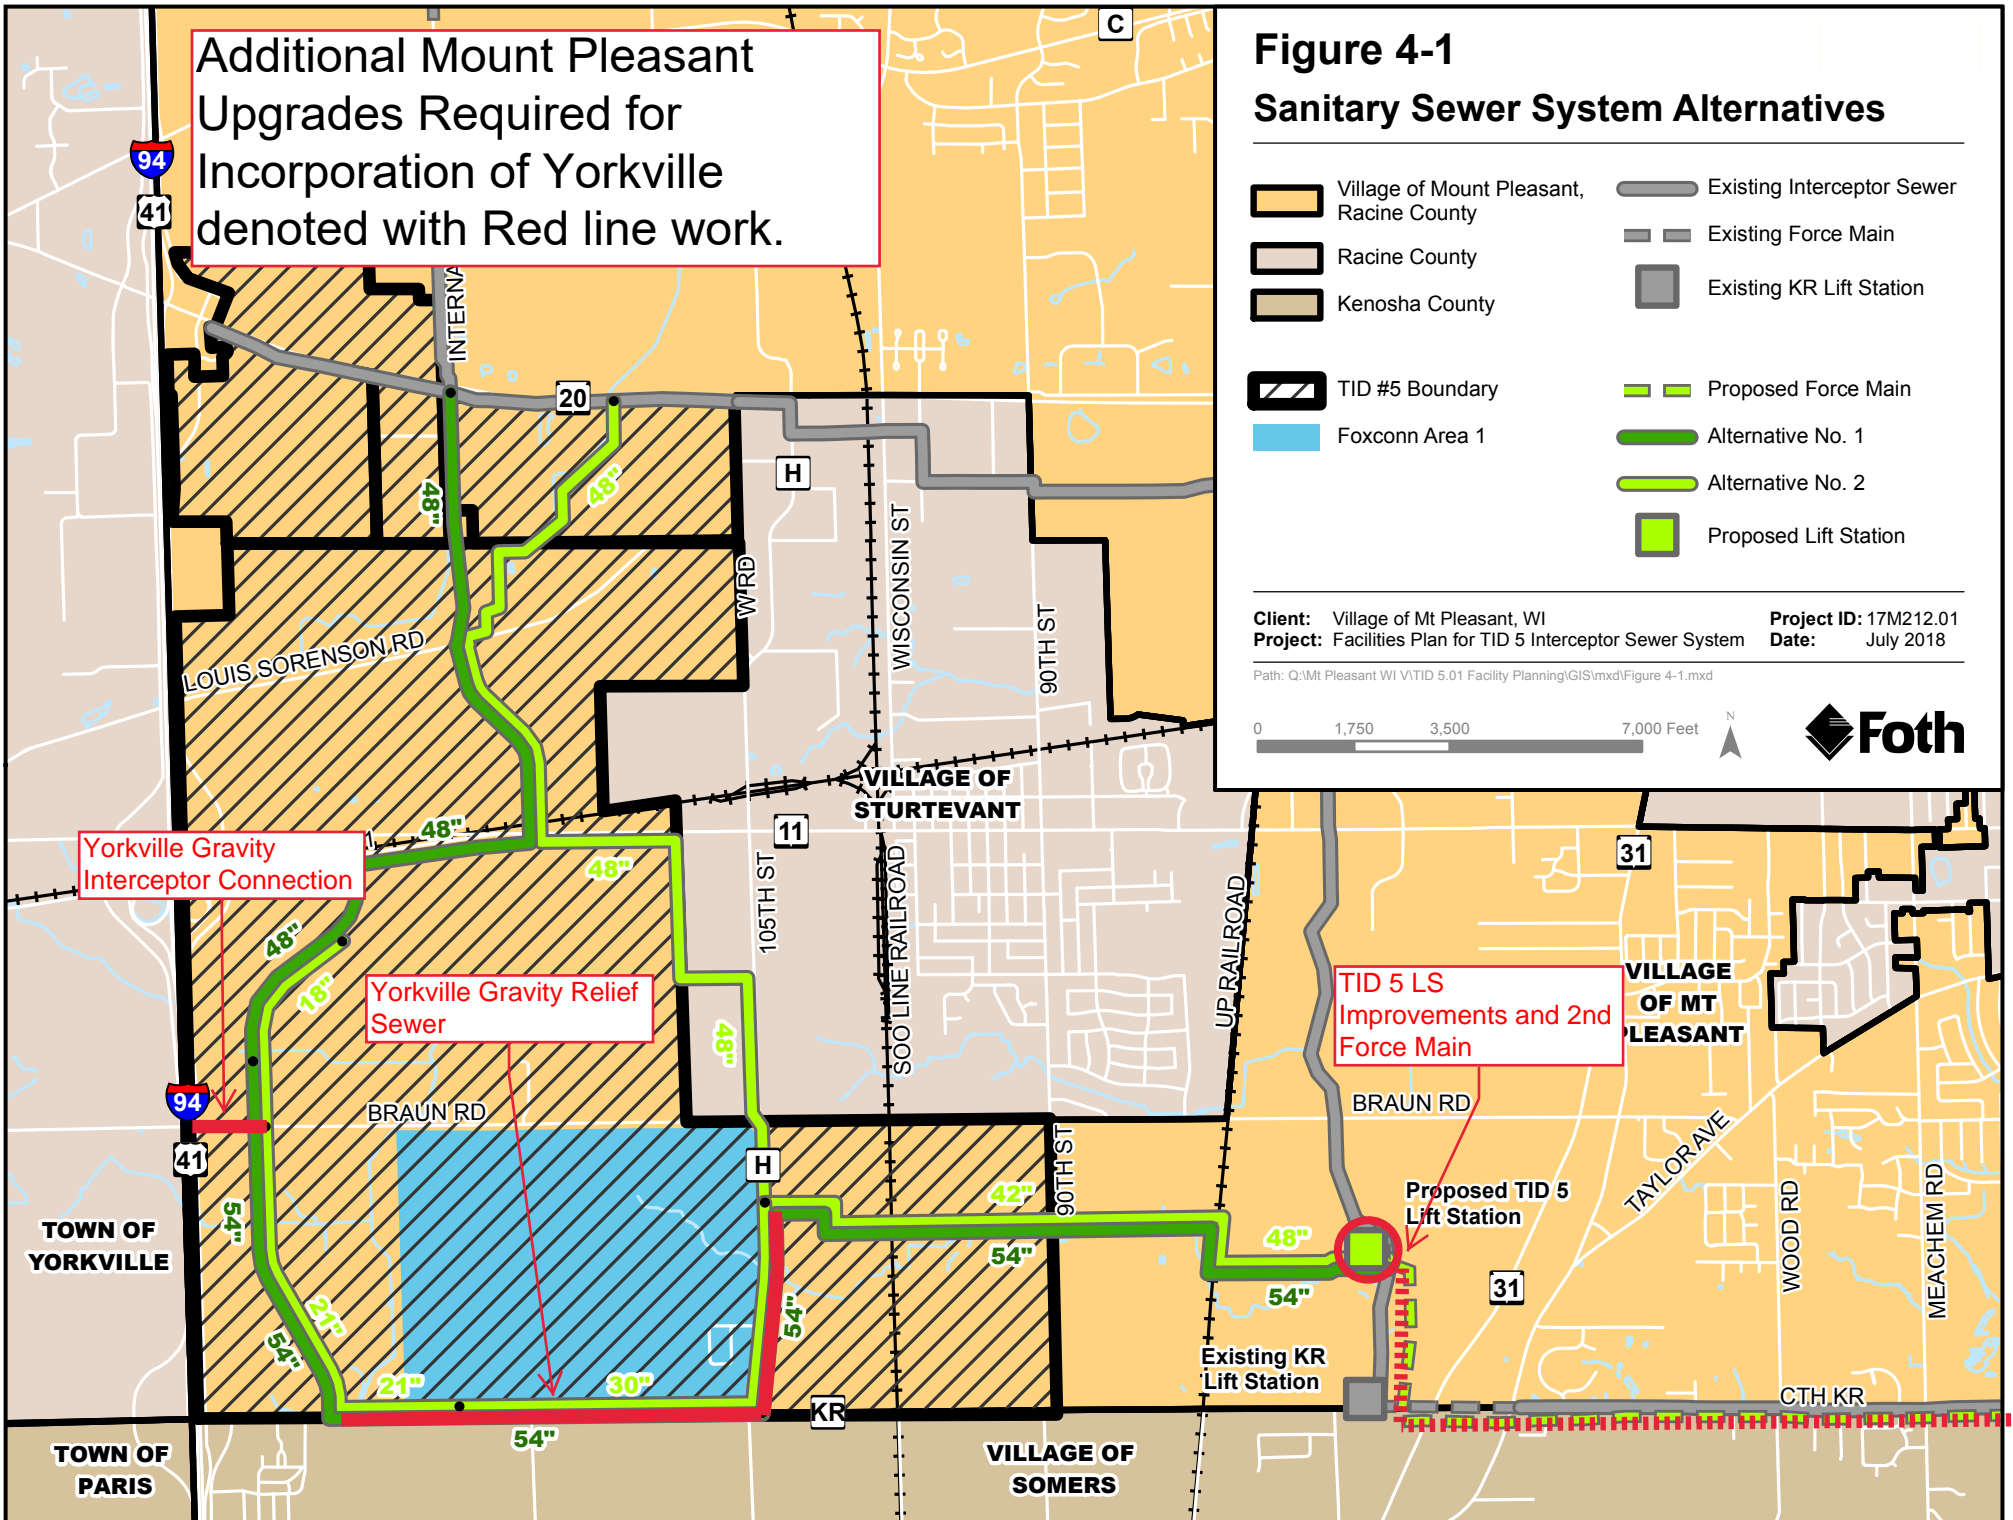 Additional Mount Pleasant
Upgrades Required for
Incorporation of Yorkville
denoted with Red line work.
C
94
41
INTERNA
20
H
48"
48"
W RD
WISCONSIN ST
90TH ST
LOUIS SORENSON RD
VILLAGE OF
STURTEVANT
11
48"
48"
105TH ST
SOO LINE RAILROAD
UP RAILROAD
Yorkville Gravity
Interceptor Connection
48"
18"
Yorkville Gravity Relief
Sewer
48"
94
41
BRAUN RD
H
42"
90TH ST
54"
TOWN OF
YORKVILLE
54"
21"
54"
21"
30"
54"
54"
KR
TOWN OF
PARIS
VILLAGE OF
SOMERS
31
VILLAGE
OF MT
PLEASANT
TID 5 LS
Improvements and 2nd
Force Main
BRAUN RD
TAYLOR AVE
WOOD RD
MEACHEM RD
Proposed TID 5
Lift Station
48"
54"
31
Existing KR
Lift Station
CTH KR
Figure 4-1
Sanitary Sewer System Alternatives
Village of Mount Pleasant,
Racine County
Racine County
Kenosha County
TID #5 Boundary
Foxconn Area 1
Existing Interceptor Sewer
Existing Force Main
Existing KR Lift Station
Proposed Force Main
Alternative No. 1
Alternative No. 2
Proposed Lift Station
Client: Village of Mt Pleasant, WI Project ID: 17M212.01
Project: Facilities Plan for TID 5 Interceptor Sewer System Date: July 2018
Path: Q:\Mt Pleasant WI V\TID 5.01 Facility Planning\GIS\mxd\Figure 4-1.mxd
0 1,750 3,500 7,000 Feet
N
Foth